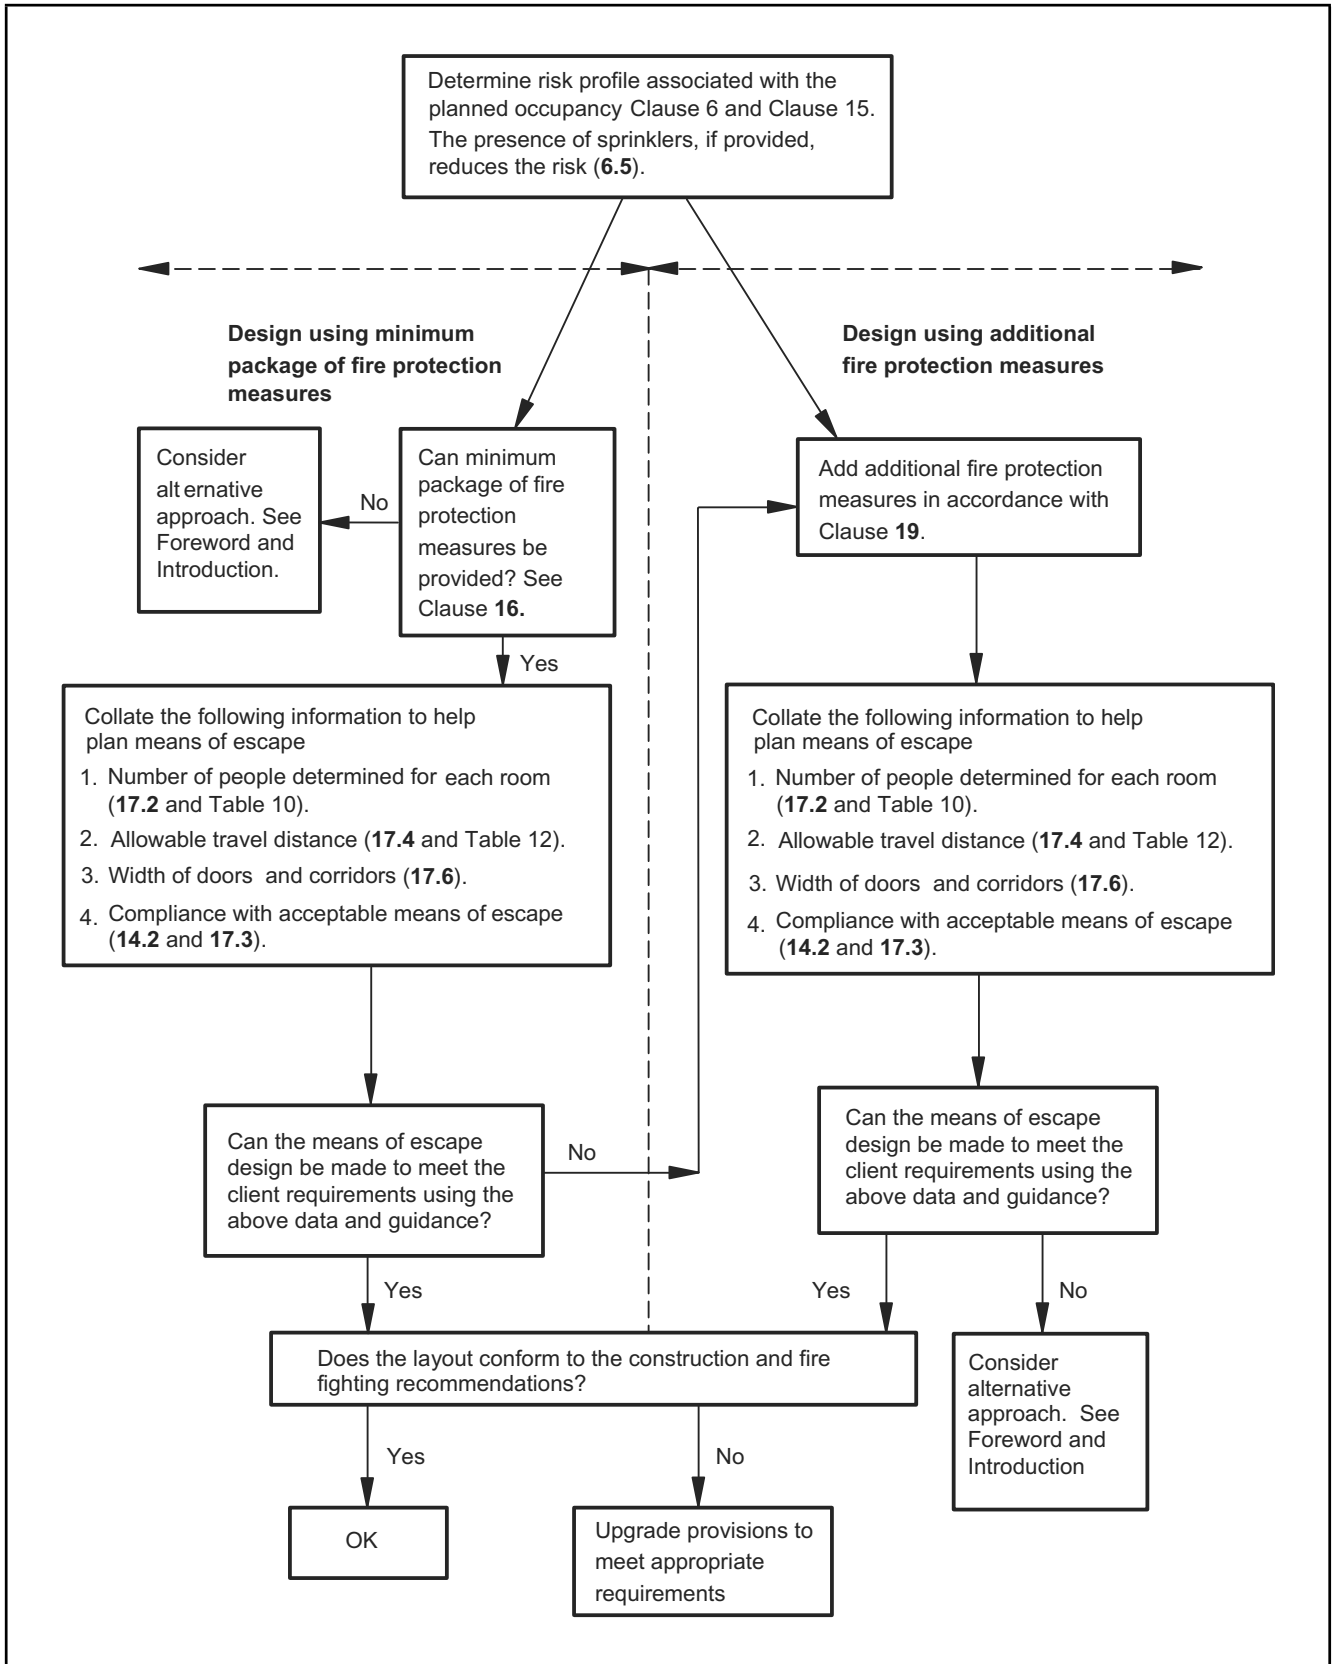 Determine risk profile associated with the
planned occupancy Clause 6 and Clause 15.
The presence of sprinklers, if provided,
reduces the risk (6.5).
Design using minimum
package of fire protection
measures
Design using additional
fire protection measures
Consider
alt ernative
approach. See
Foreword and
Introduction.
No
Can minimum
package of fire
protection
measures be
provided? See
Clause 16.
Add additional fire protection
measures in accordance with
Clause 19.
Yes
Collate the following information to help
plan means of escape
1. Number of people determined for each room
(17.2 and Table 10).
2. Allowable travel distance (17.4 and Table 12).
3. Width of doors and corridors (17.6).
4. Compliance with acceptable means of escape
(14.2 and 17.3).
Collate the following information to help
plan means of escape
1. Number of people determined for each room
(17.2 and Table 10).
2. Allowable travel distance (17.4 and Table 12).
3. Width of doors and corridors (17.6).
4. Compliance with acceptable means of escape
(14.2 and 17.3).
Can the means of escape
design be made to meet the
client requirements using the
above data and guidance?
No
Can the means of escape
design be made to meet the
client requirements using the
above data and guidance?
Yes
Yes
No
Does the layout conform to the construction and fire
fighting recommendations?
Consider
alternative
approach. See
Foreword and
Introduction
Yes
No
OK
Upgrade provisions to
meet appropriate
requirements